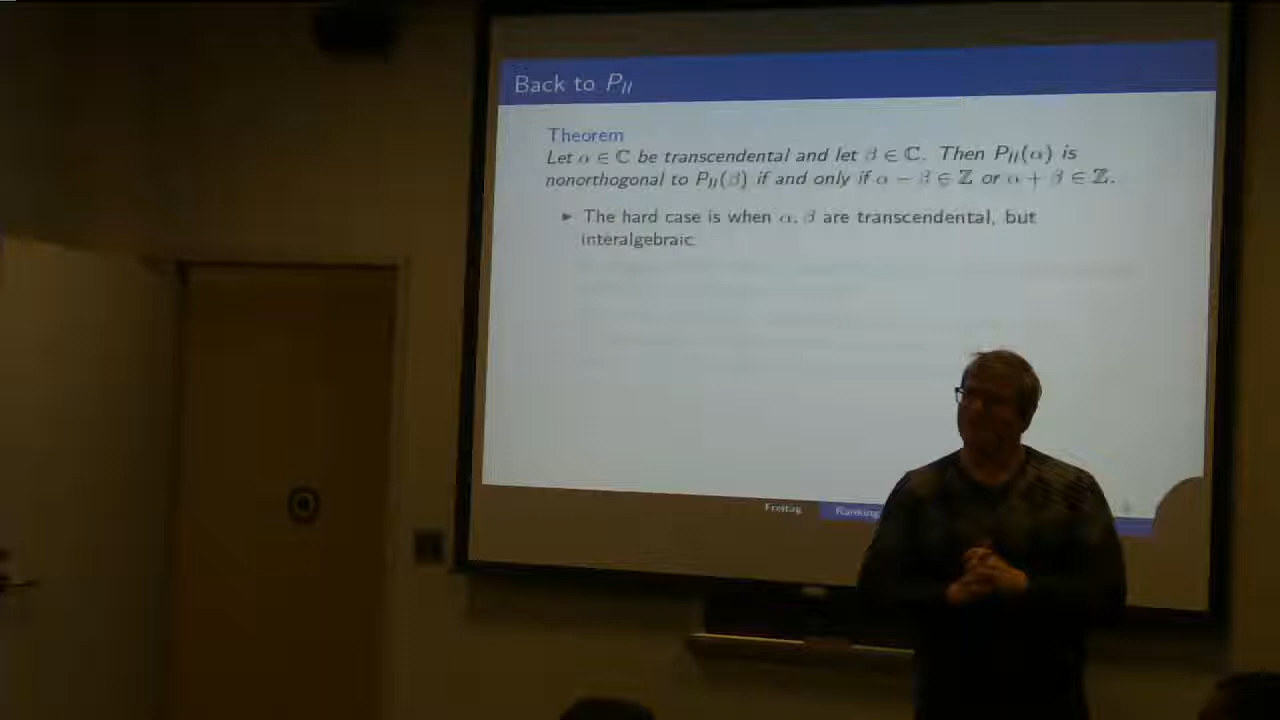 Back to P_II
Theorem
Let α ∈ ℂ be transcendental and let β ∈ ℂ. Then P_II(α) is
nonorthogonal to P_II(β) if and only if α − β ∈ ℤ or α + β ∈ ℤ.
▶ The hard case is when α, β are transcendental, but
interalgebraic.
Freitag
Ranking